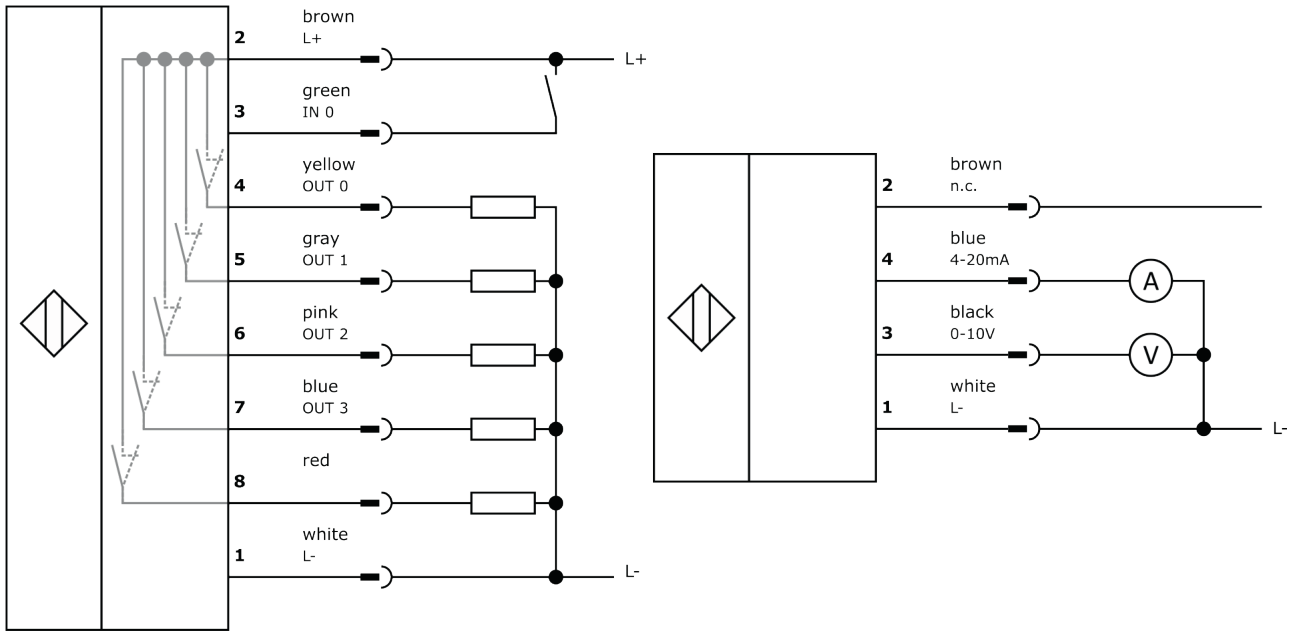 brown
2
L+
L+
green
3
IN 0
yellow
4
OUT 0
gray
5
OUT 1
pink
6
OUT 2
blue
7
OUT 3
red
8
white
1
L-
L-
brown
2
n.c.
blue
4
4-20mA
A
black
3
0-10V
V
white
1
L-
L-